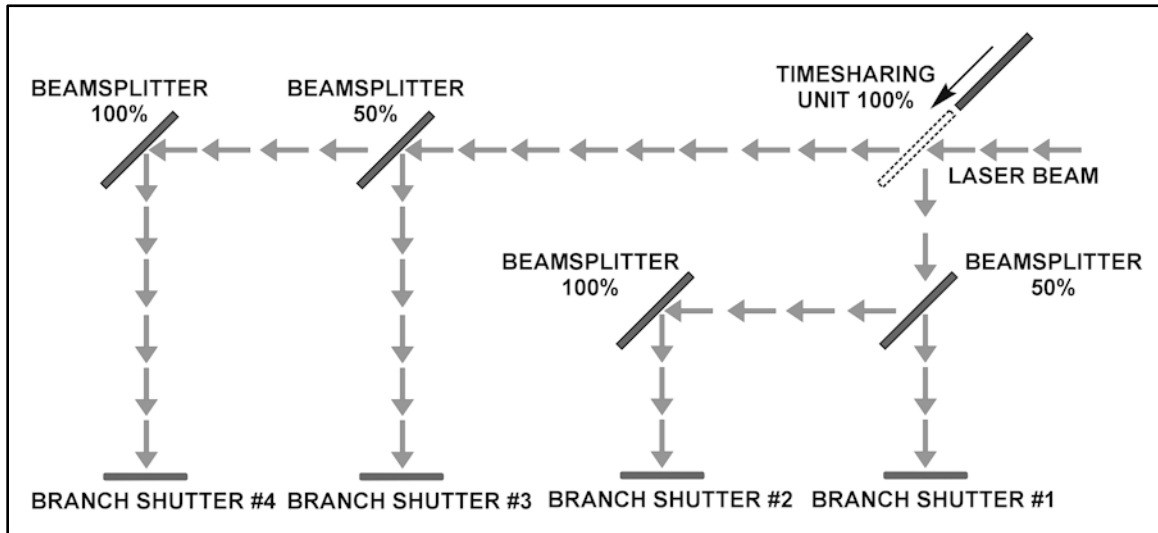 TIMESHARING
UNIT 100%
BEAMSPLITTER
100%
BEAMSPLITTER
50%
LASER BEAM
BEAMSPLITTER
100%
BEAMSPLITTER
50%
BRANCH SHUTTER #4
BRANCH SHUTTER #3
BRANCH SHUTTER #2
BRANCH SHUTTER #1